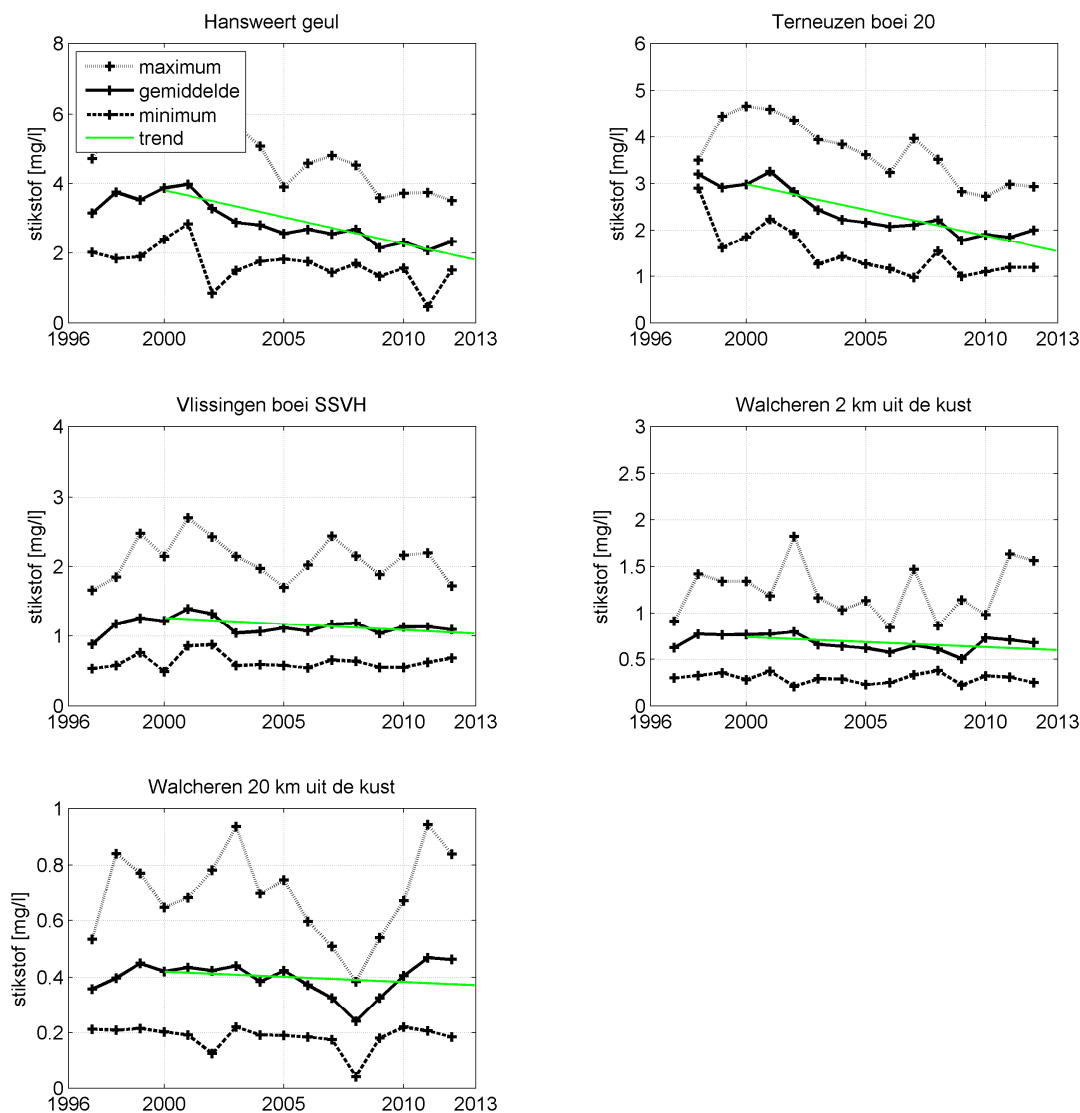 Hansweert geul
8
6
4
2
0
stikstof [mg/l]
maximum
gemiddelde
minimum
trend
1996 2000 2005 2010 2013
Terneuzen boei 20
6
5
4
3
2
1
0
stikstof [mg/l]
1996 2000 2005 2010 2013
Vlissingen boei SSVH
4
3
2
1
0
stikstof [mg/l]
1996 2000 2005 2010 2013
Walcheren 2 km uit de kust
3
2.5
2
1.5
1
0.5
0
stikstof [mg/l]
1996 2000 2005 2010 2013
Walcheren 20 km uit de kust
1
0.8
0.6
0.4
0.2
0
stikstof [mg/l]
1996 2000 2005 2010 2013